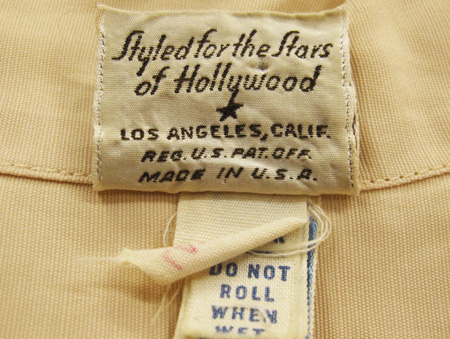 Styled for the Stars
of Hollywood
LOS ANGELES, CALIF.
REG. U.S. PAT. OFF.
MADE IN U.S.A.
DO NOT
ROLL
WHEN
WET